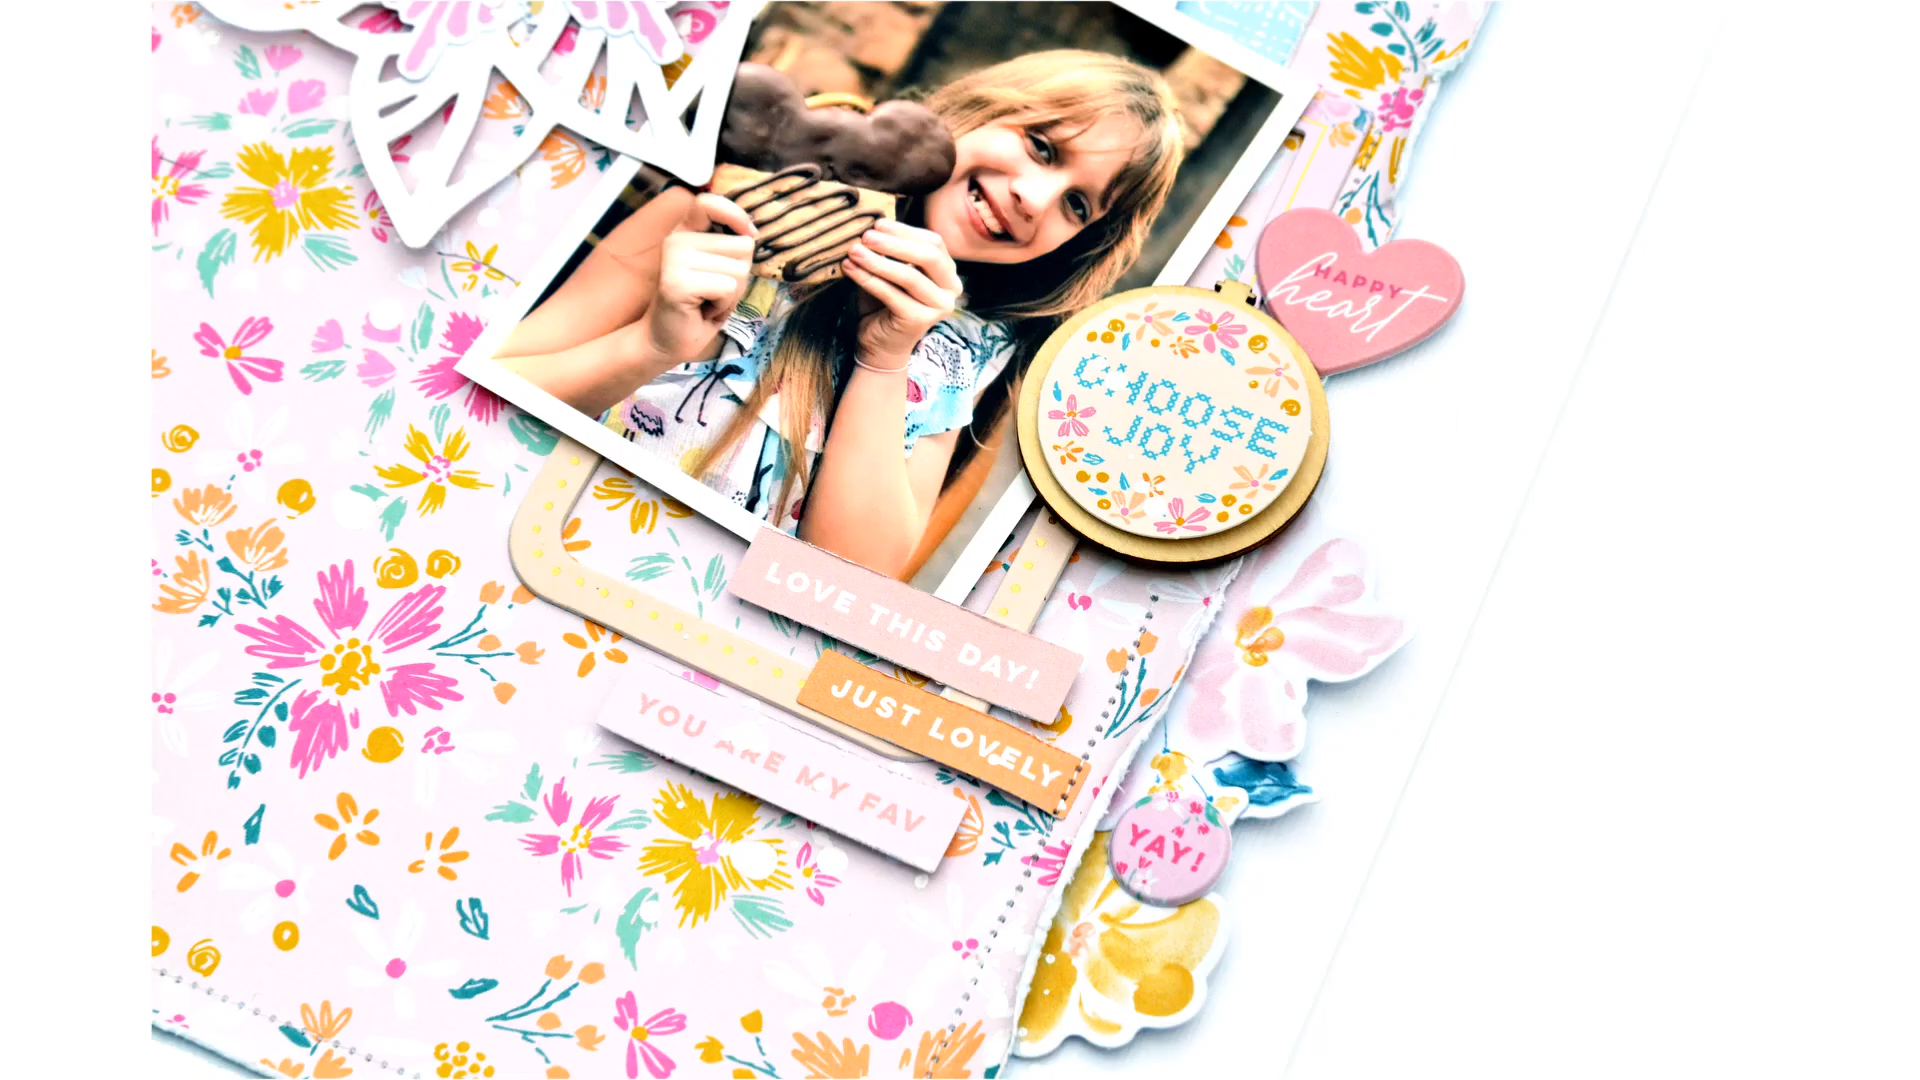 HAPPY
heart
CHOOSE
JOY
LOVE THIS DAY!
JUST LOVELY
YOU ARE MY FAV
YAY!